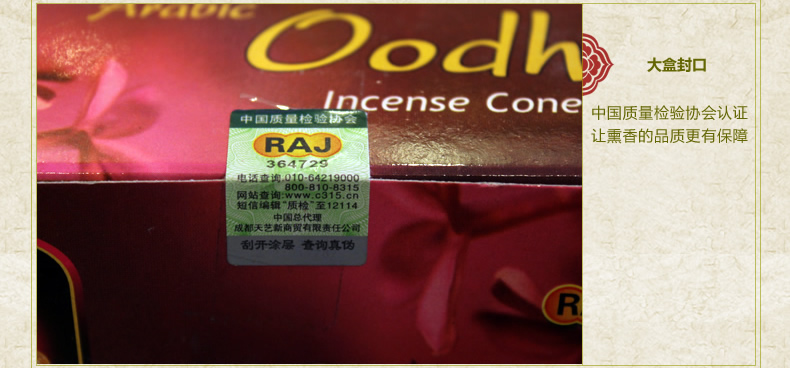 Arabic
Oodh
Incense Cone
中国质量检验协会
RAJ
364729
电话查询:010-64219000
800-810-8315
网站查询:www.c315.cn
短信编辑"质检"至12114
中国总代理
成都天艺新商贸有限责任公司
刮开涂层 查询真伪
R
大盒封口
中国质量检验协会认证
让熏香的品质更有保障